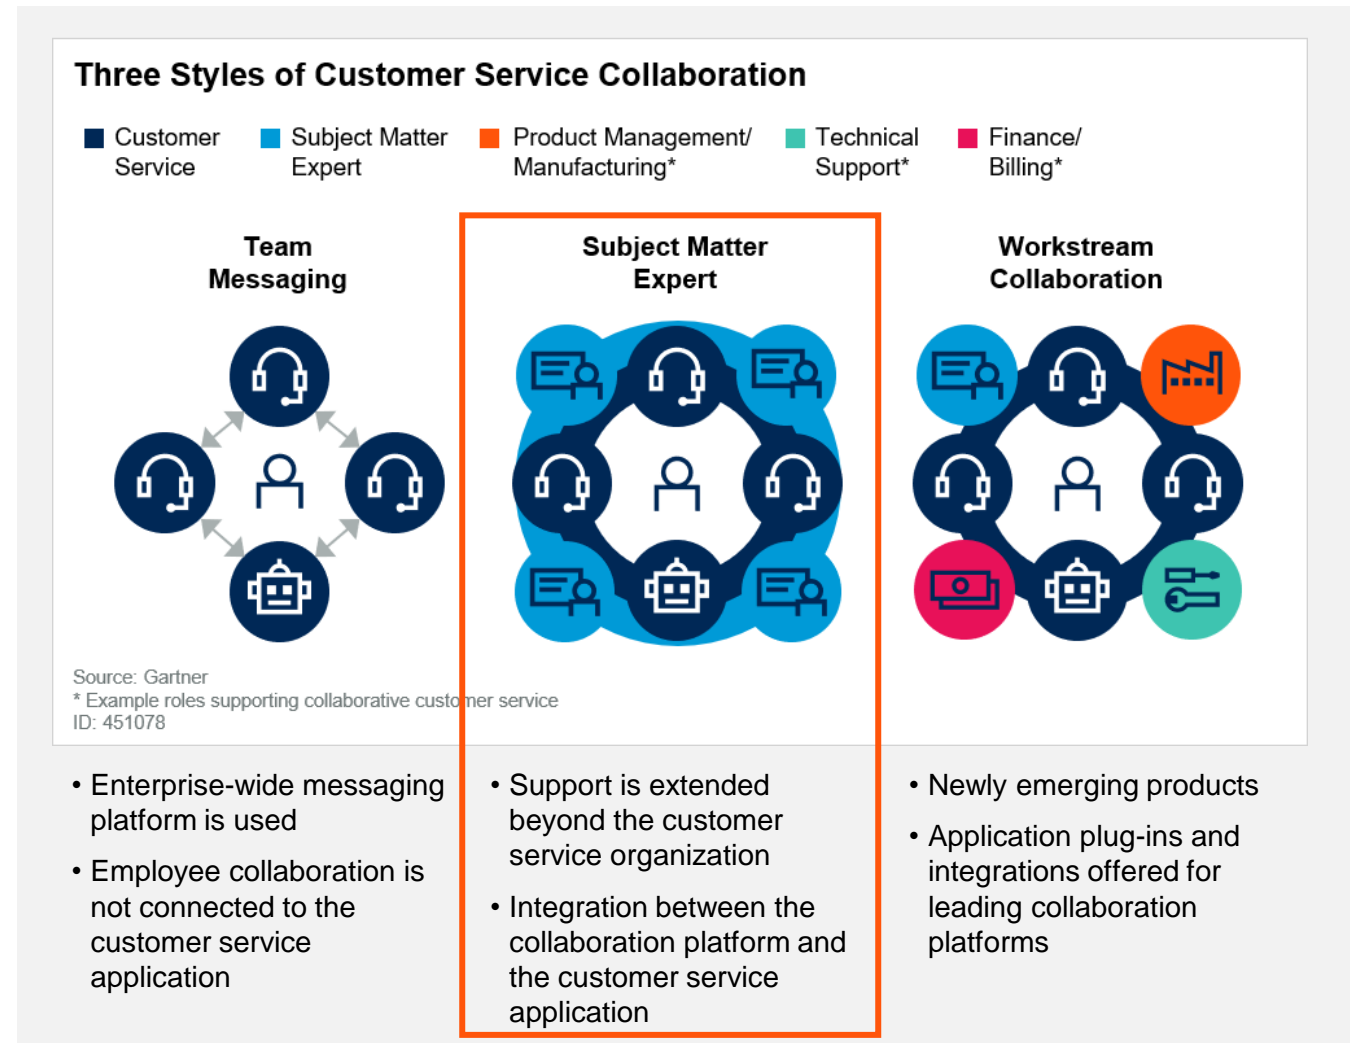 Three Styles of Customer Service Collaboration
Customer
Service
Subject Matter
Expert
Product Management/
Manufacturing*
Technical
Support*
Finance/
Billing*
Team
Messaging
Subject Matter
Expert
Workstream
Collaboration
Source: Gartner
* Example roles supporting collaborative customer service
ID: 451078
• Enterprise-wide messaging
platform is used
• Employee collaboration is
not connected to the
customer service
application
• Support is extended
beyond the customer
service organization
• Integration between the
collaboration platform and
the customer service
application
• Newly emerging products
• Application plug-ins and
integrations offered for
leading collaboration
platforms